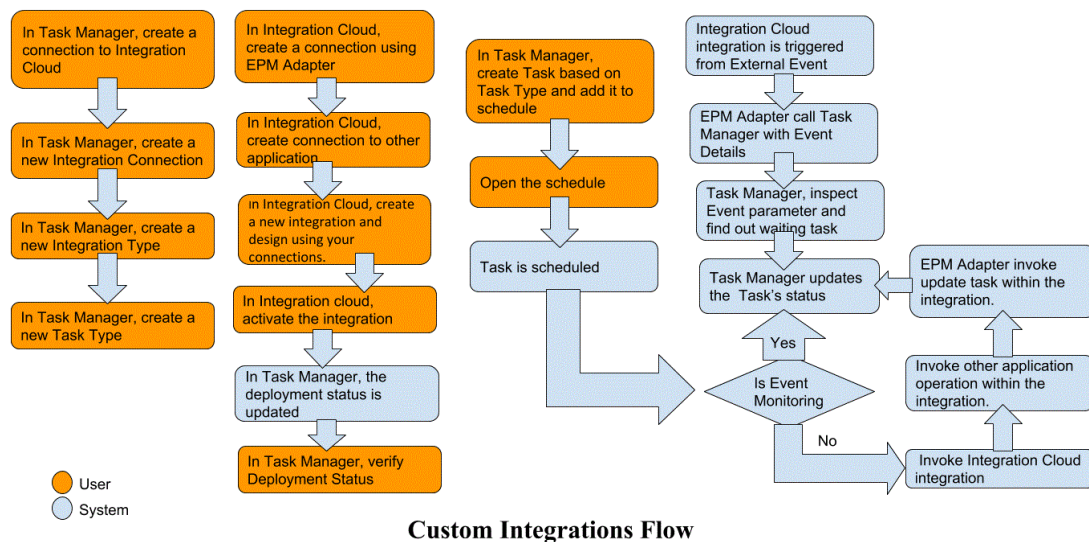 In Task Manager, create a
connection to Integration
Cloud
In Task Manager, create a
new Integration Connection
In Task Manager, create a
new Integration Type
In Task Manager, create a
new Task Type
In Integration Cloud,
create a connection using
EPM Adapter
In Integration Cloud,
create connection to other
application
In Integration Cloud, create
a new integration and
design using your
connections.
In Integration cloud,
activate the integration
In Task Manager, the
deployment status is
updated
In Task Manager, verify
Deployment Status
In Task Manager,
create Task based on
Task Type and add it to
schedule
Open the schedule
Task is scheduled
Integration Cloud
integration is triggered
from External Event
EPM Adapter call Task
Manager with Event
Details
Task Manager, inspect
Event parameter and
find out waiting task
Task Manager updates
the Task's status
Yes
Is Event
Monitoring
No
EPM Adapter invoke
update task within the
integration.
Invoke other application
operation within the
integration.
Invoke Integration Cloud
integration
User
System
Custom Integrations Flow